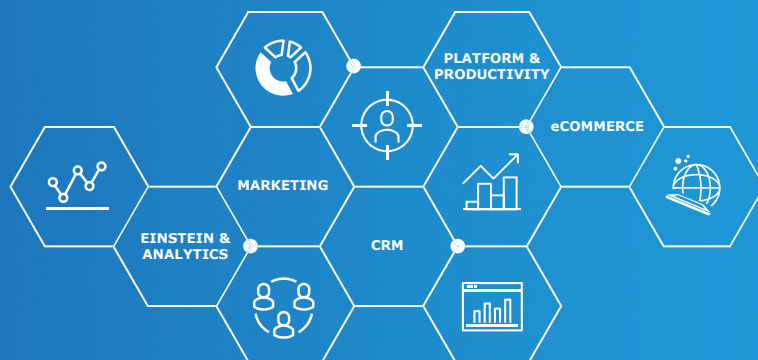 PLATFORM &
PRODUCTIVITY
eCOMMERCE
MARKETING
EINSTEIN &
ANALYTICS
CRM